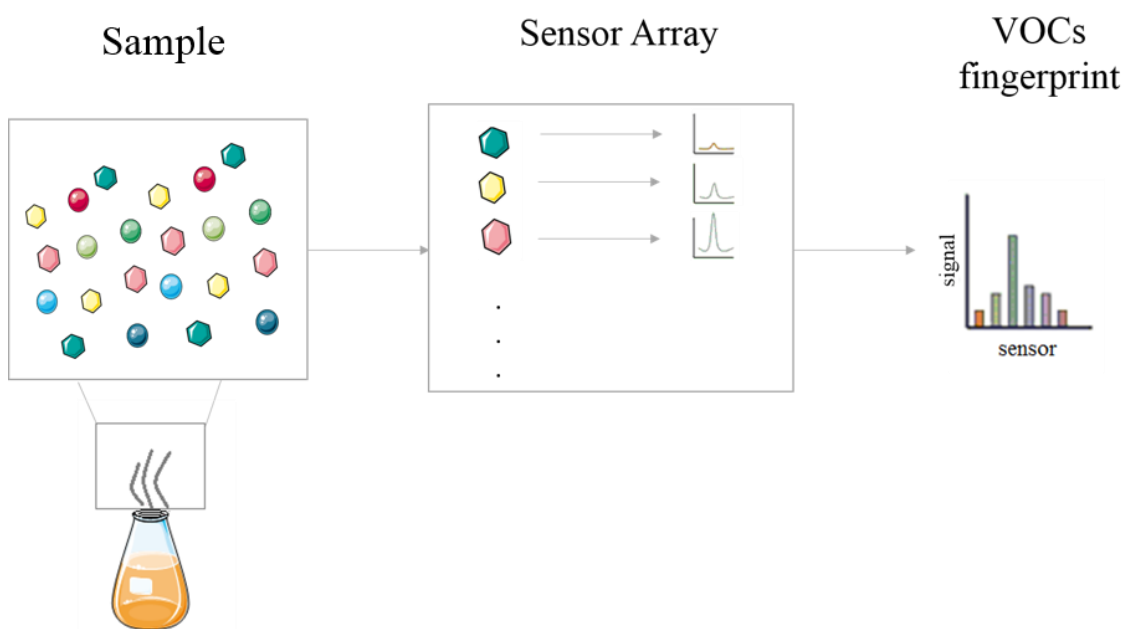 Sample
Sensor Array
VOCs
fingerprint
signal
sensor